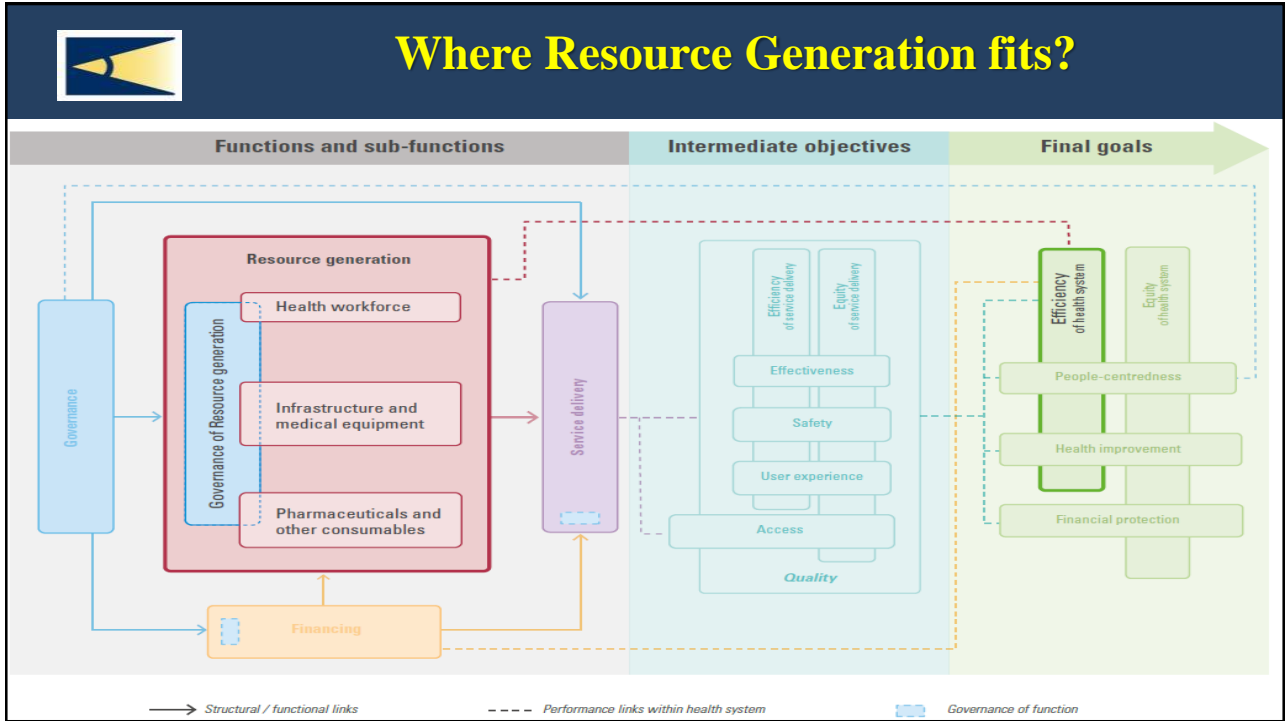 Where Resource Generation fits?
Functions and sub-functions
Intermediate objectives
Final goals
Governance
Resource generation
Governance of Resource generation
Health workforce
Infrastructure and
medical equipment
Pharmaceuticals and
other consumables
Financing
Service delivery
Efficiency
of service delivery
Equity
of service delivery
Effectiveness
Safety
User experience
Access
Quality
Efficiency
of health system
Equity
of health system
People-centredness
Health improvement
Financial protection
Structural / functional links
Performance links within health system
Governance of function